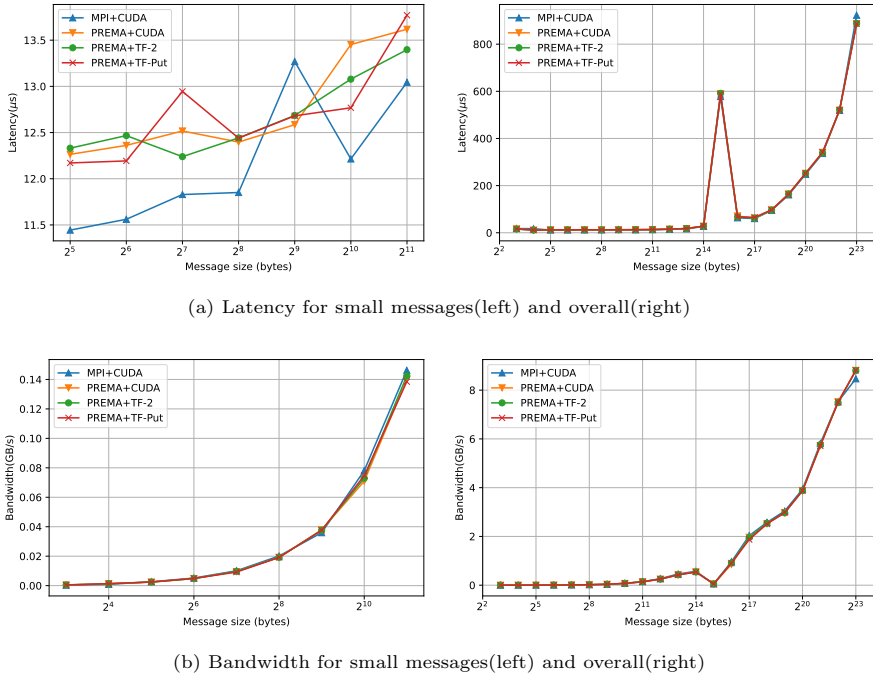 MPI+CUDA
PREMA+CUDA
PREMA+TF-2
PREMA+TF-Put
Latency(μs)
13.5
13.0
12.5
12.0
11.5
2^5 2^6 2^7 2^8 2^9 2^10 2^11
Message size (bytes)
MPI+CUDA
PREMA+CUDA
PREMA+TF-2
PREMA+TF-Put
Latency(μs)
800
600
400
200
0
2^2 2^5 2^8 2^11 2^14 2^17 2^20 2^23
Message size (bytes)
(a) Latency for small messages(left) and overall(right)
MPI+CUDA
PREMA+CUDA
PREMA+TF-2
PREMA+TF-Put
Bandwidth(GB/s)
0.14
0.12
0.10
0.08
0.06
0.04
0.02
0.00
2^4 2^6 2^8 2^10
Message size (bytes)
MPI+CUDA
PREMA+CUDA
PREMA+TF-2
PREMA+TF-Put
Bandwidth(GB/s)
8
6
4
2
0
2^2 2^5 2^8 2^11 2^14 2^17 2^20 2^23
Message size (bytes)
(b) Bandwidth for small messages(left) and overall(right)